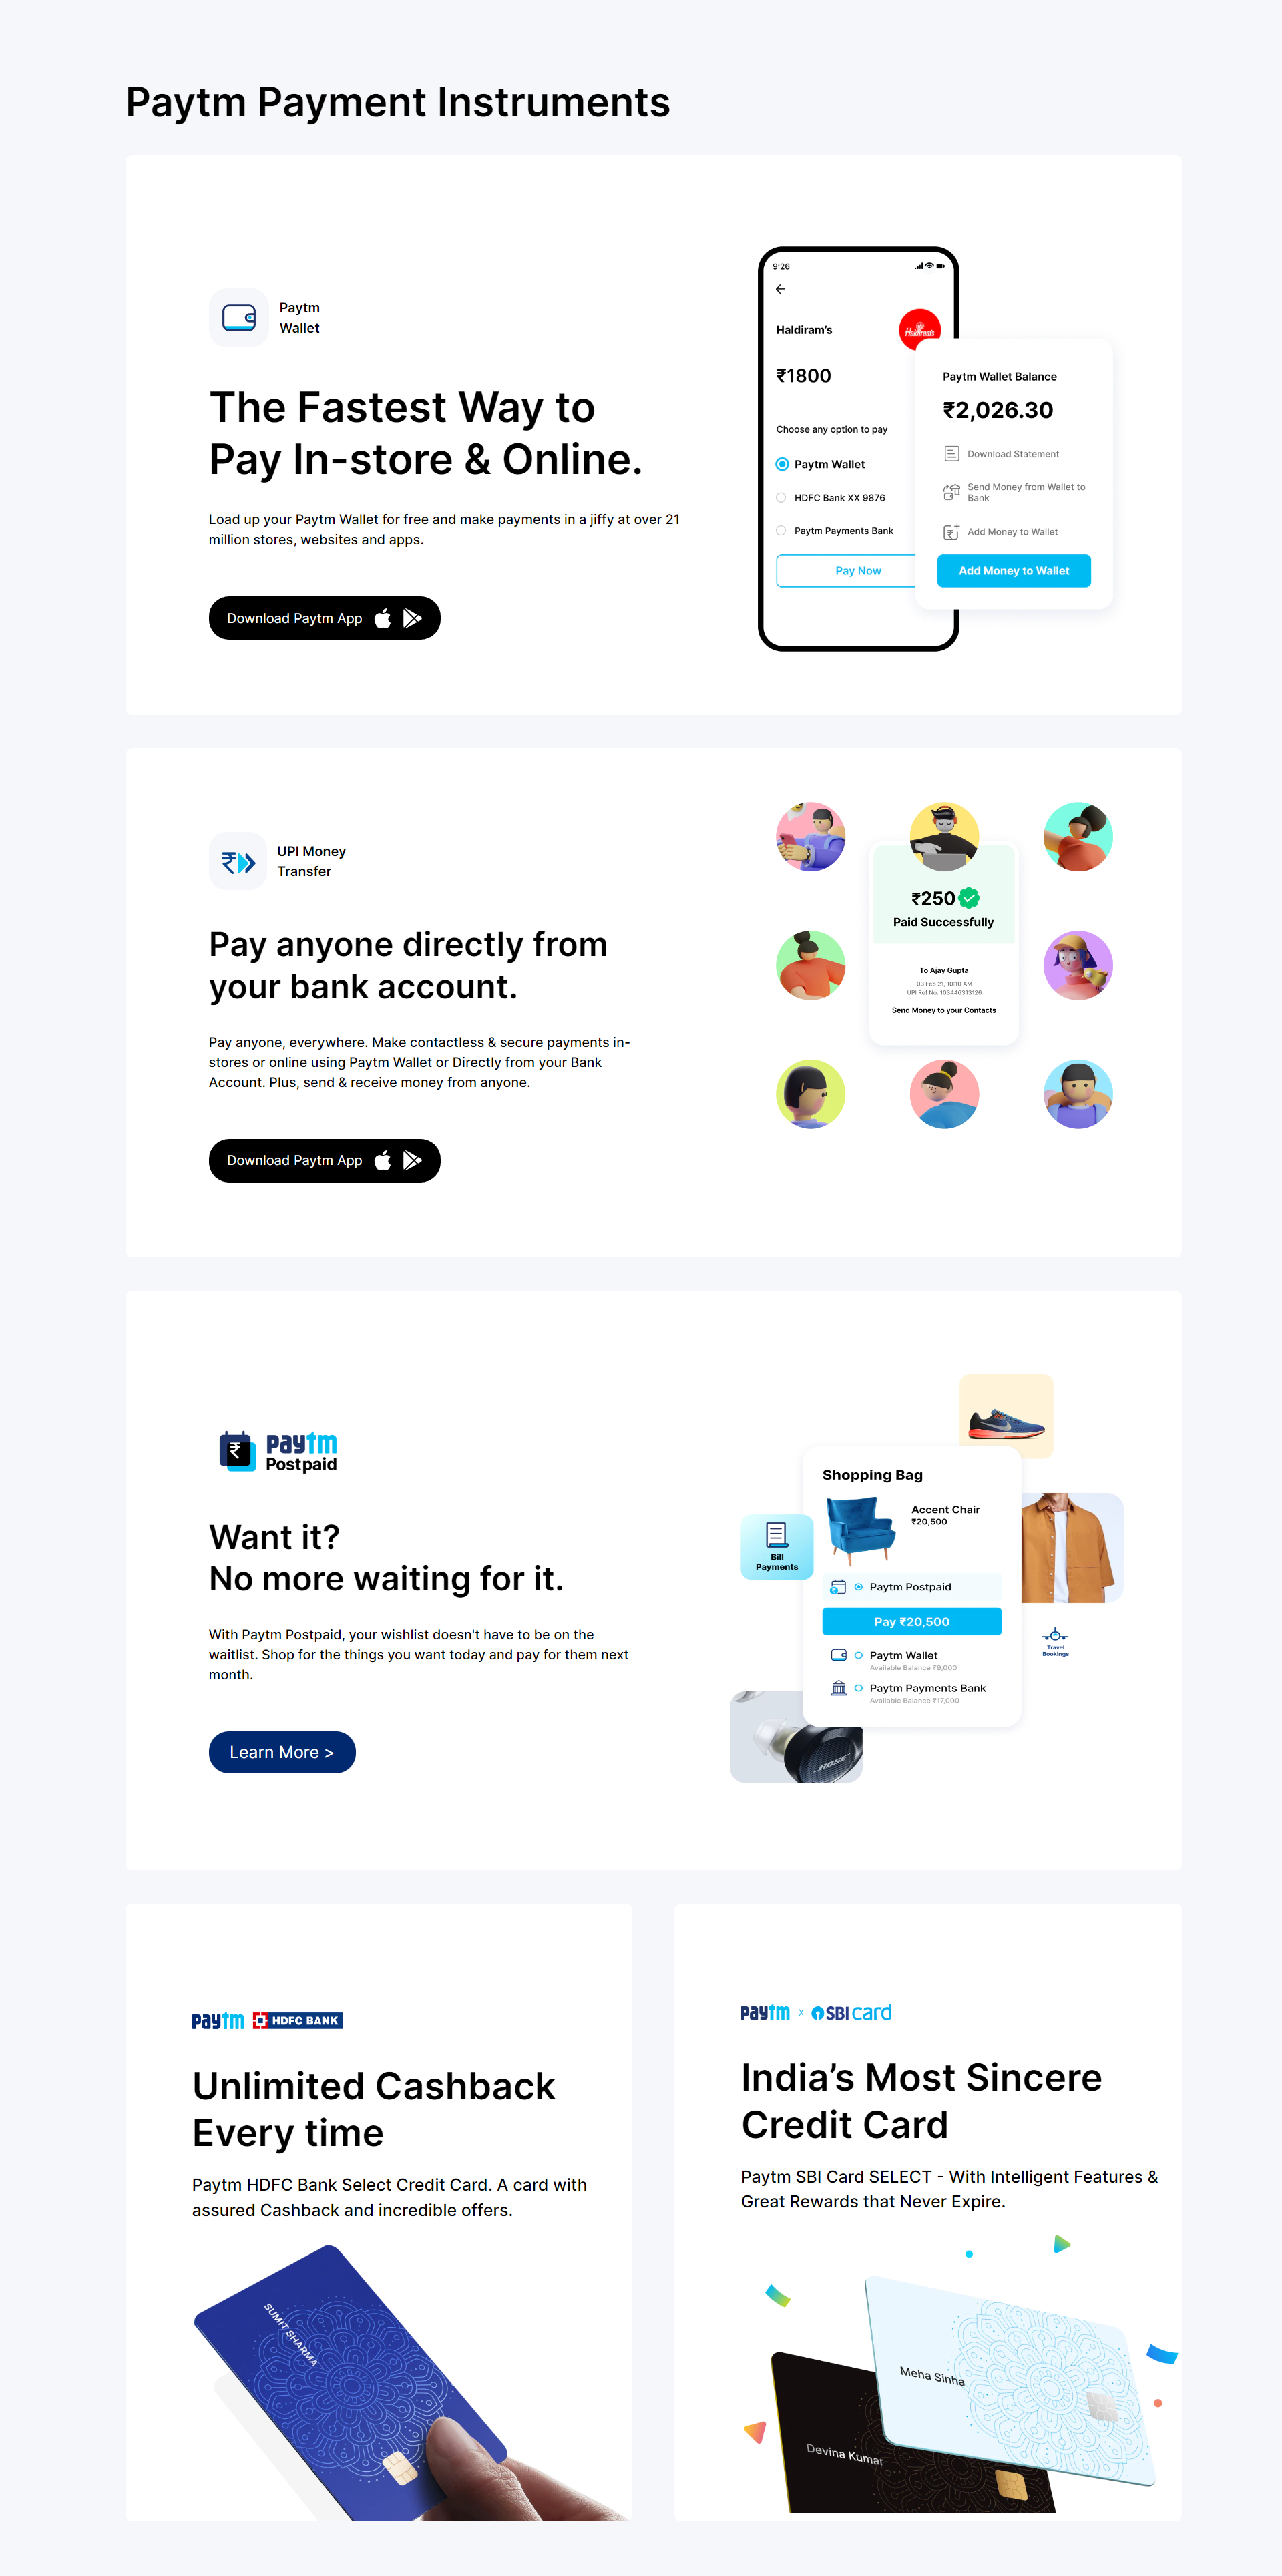 Paytm Payment Instruments
Paytm
Wallet
The Fastest Way to
Pay In-store & Online.
Load up your Paytm Wallet for free and make payments in a jiffy at over 21
million stores, websites and apps.
Download Paytm App
9:26
Haldiram's
Haldiram's
₹1800
Choose any option to pay
Paytm Wallet
HDFC Bank XX 9876
Paytm Payments Bank
Pay Now
Paytm Wallet Balance
₹2,026.30
Download Statement
Send Money from Wallet to
Bank
Add Money to Wallet
Add Money to Wallet
UPI Money
Transfer
Pay anyone directly from
your bank account.
Pay anyone, everywhere. Make contactless & secure payments in-
stores or online using Paytm Wallet or Directly from your Bank
Account. Plus, send & receive money from anyone.
Download Paytm App
₹250
Paid Successfully
To Ajay Gupta
03 Feb 21, 10:10 AM
UPI Ref No. 103446313126
Send Money to your Contacts
paytm
Postpaid
Want it?
No more waiting for it.
With Paytm Postpaid, your wishlist doesn't have to be on the
waitlist. Shop for the things you want today and pay for them next
month.
Learn More >
Shopping Bag
Accent Chair
₹20,500
Bill
Payments
Paytm Postpaid
Pay ₹20,500
Paytm Wallet
Available Balance ₹9,000
Paytm Payments Bank
Available Balance ₹17,000
Travel
Bookings
BOSE
paytm HDFC BANK
Unlimited Cashback
Every time
Paytm HDFC Bank Select Credit Card. A card with
assured Cashback and incredible offers.
SUMIT SHARMA
paytm x SBI card
India's Most Sincere
Credit Card
Paytm SBI Card SELECT - With Intelligent Features &
Great Rewards that Never Expire.
Meha Sinha
Devina Kumar